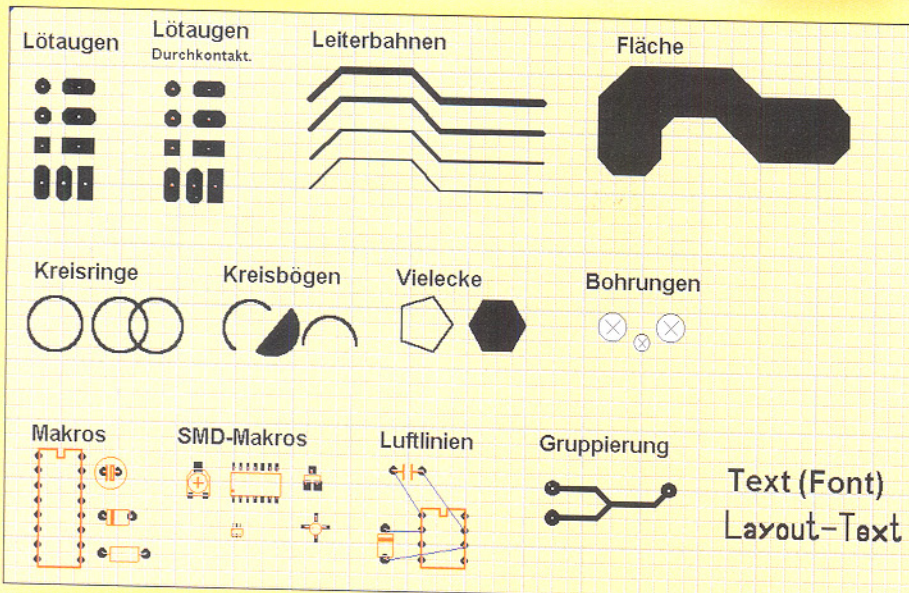 Lötaugen
Lötaugen
Durchkontakt.
Leiterbahnen
Fläche
Kreisringe
Kreisbögen
Vielecke
Bohrungen
Makros
SMD-Makros
Luftlinien
Gruppierung
Text (Font)
Layout-Text